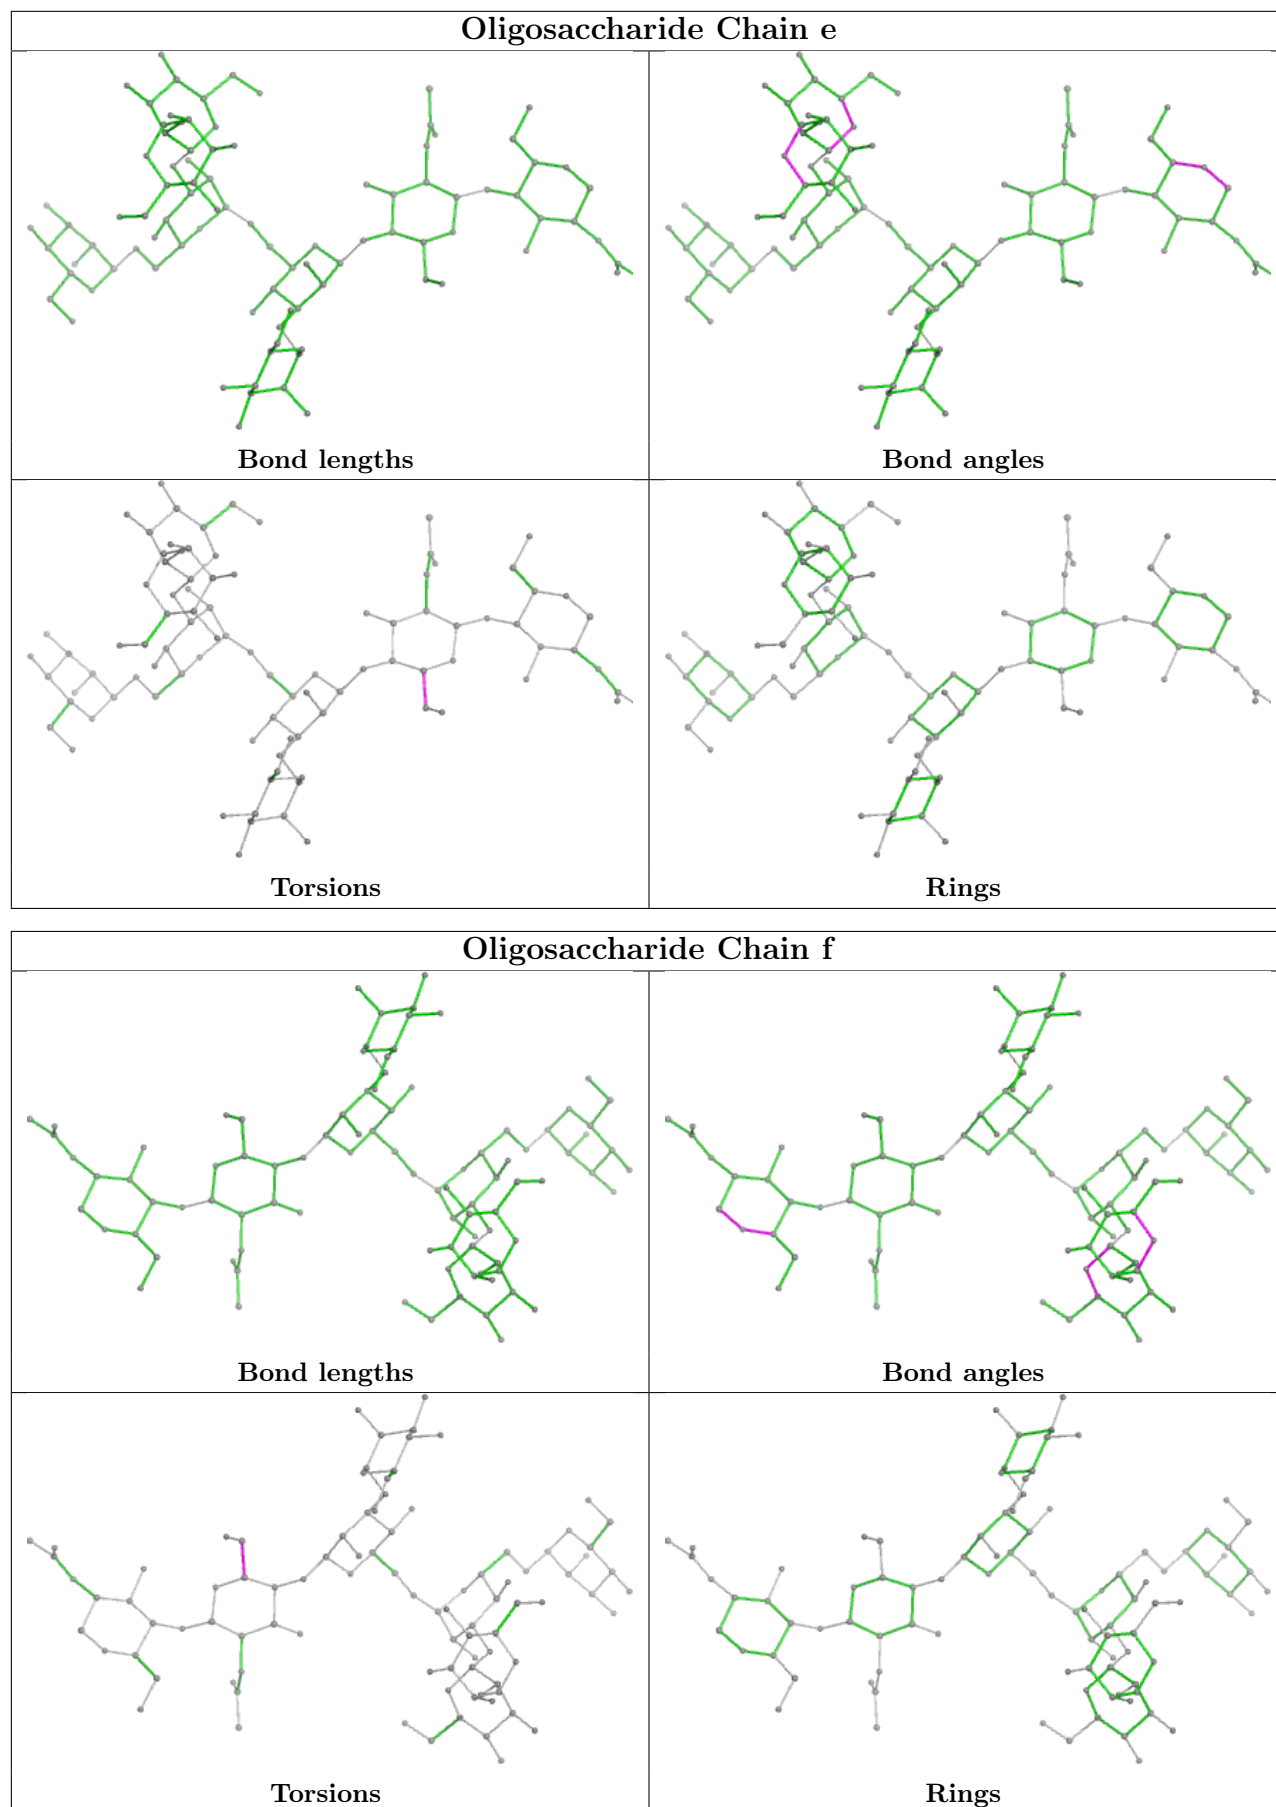 Oligosaccharide Chain e
Bond lengths
Bond angles
Torsions
Rings
Oligosaccharide Chain f
Bond lengths
Bond angles
Torsions
Rings